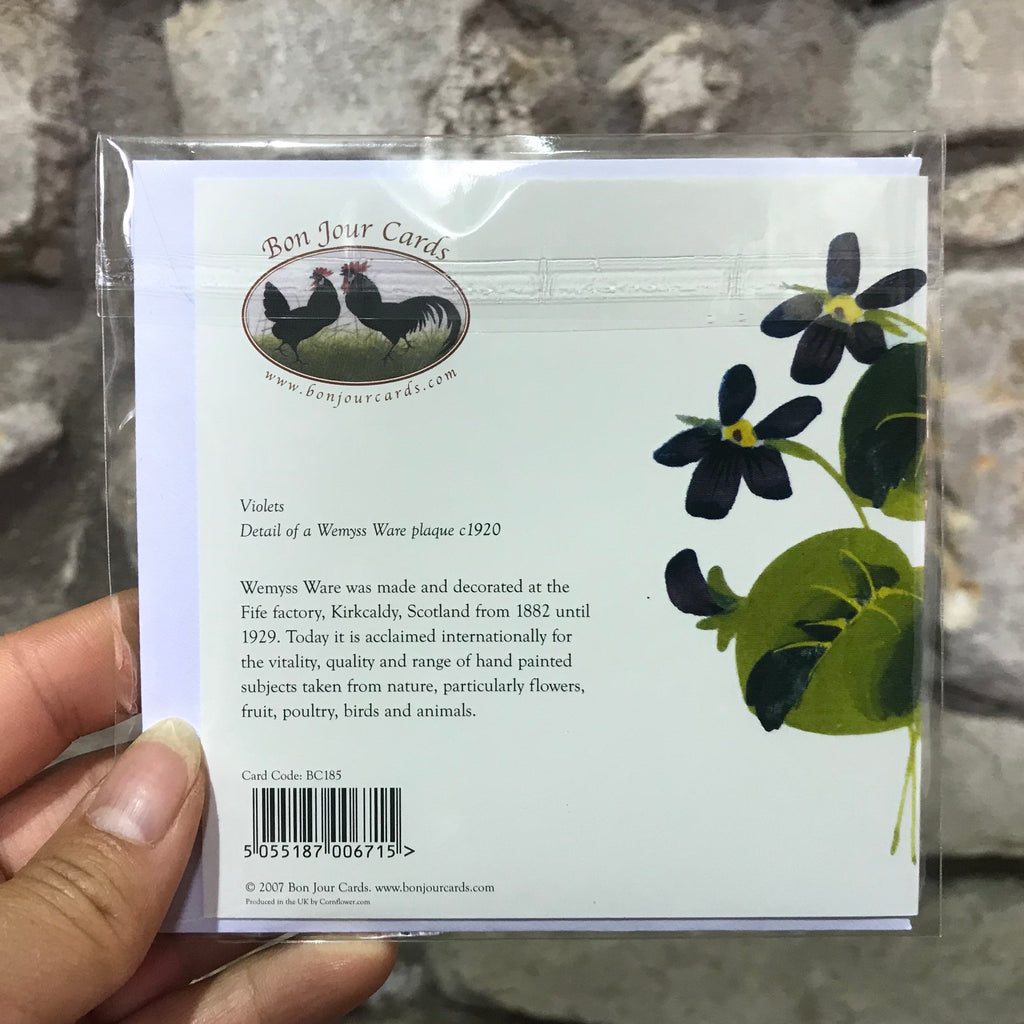 Bon Jour Cards
www.bonjourcards.com
Violets
Detail of a Wemyss Ware plaque c1920
Wemyss Ware was made and decorated at the
Fife factory, Kirkcaldy, Scotland from 1882 until
1929. Today it is acclaimed internationally for
the vitality, quality and range of hand painted
subjects taken from nature, particularly flowers,
fruit, poultry, birds and animals.
Card Code: BC185
5 055187 006715 >
© 2007 Bon Jour Cards. www.bonjourcards.com
Produced in the UK by Cornflower.com